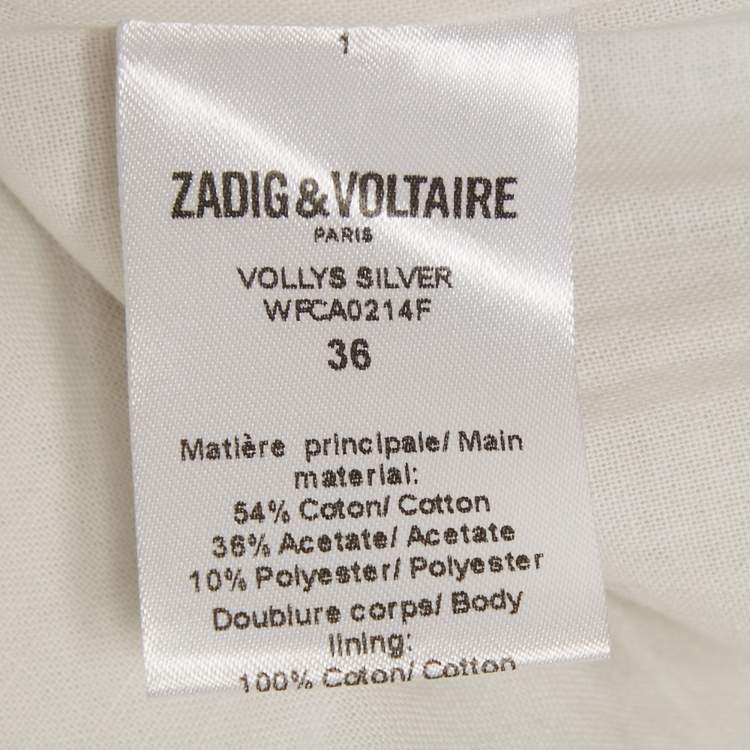 1
ZADIG&VOLTAIRE
PARIS
VOLLYS SILVER
WPCA0214F
36
Matière principale/ Main
material:
54% Coton/ Cotton
36% Acetate/ Acetate
10% Polyester/ Polyester
Doublure corps/ Body
lining:
100% Coton/ Cotton